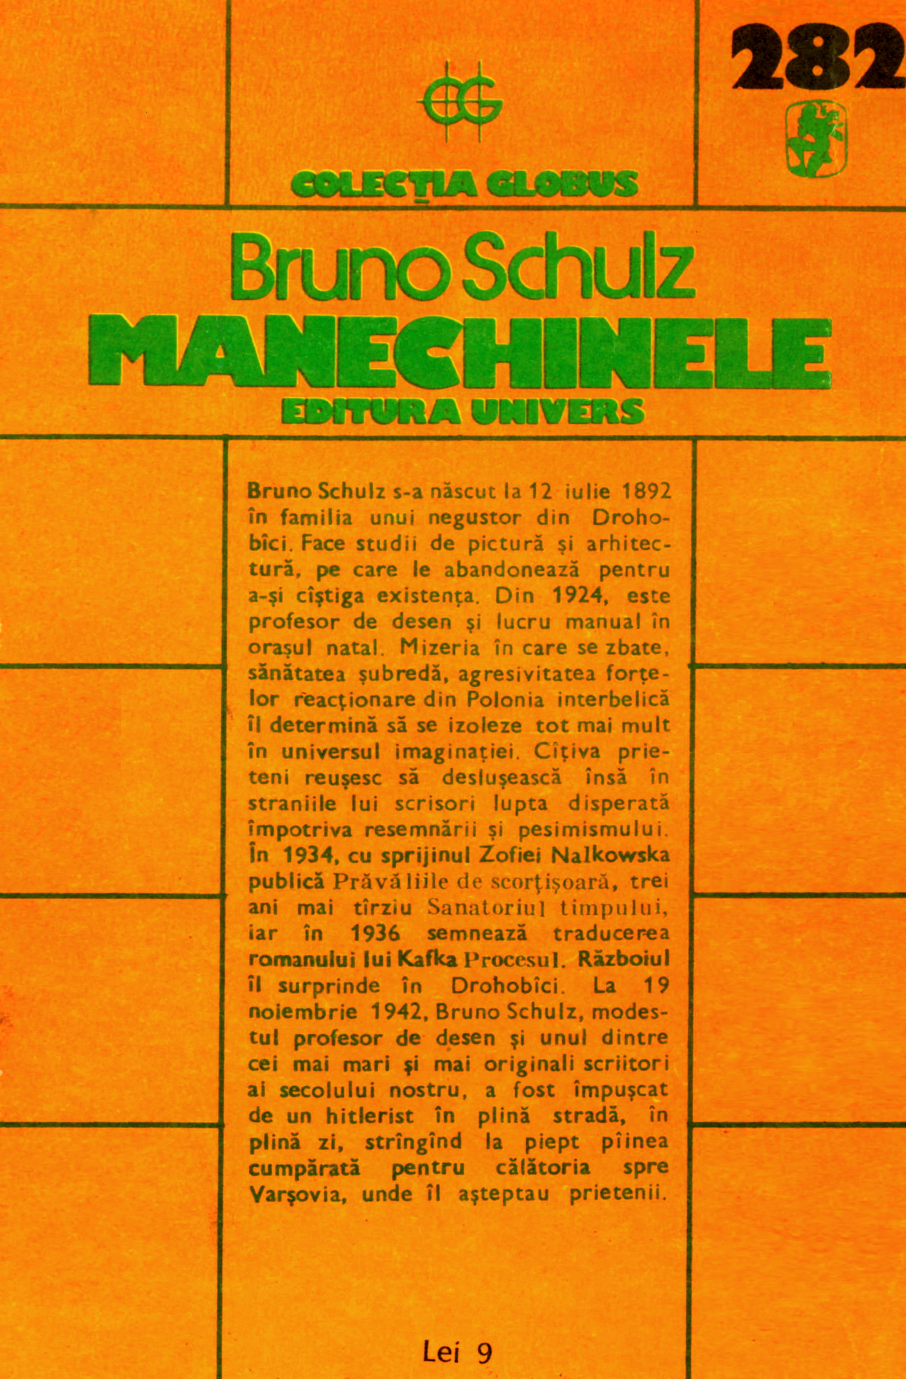 282
CG
COLECȚIA GLOBUS
Bruno Schulz
MANECHINELE
EDITURA UNIVERS
Bruno Schulz s-a născut la 12 iulie 1892
în familia unui negustor din Droho-
bîci. Face studii de pictură și arhitec-
tură, pe care le abandonează pentru
a-și cîștiga existența. Din 1924, este
profesor de desen și lucru manual în
orașul natal. Mizeria în care se zbate,
sănătatea șubredă, agresivitatea forțe-
lor reacționare din Polonia interbelică
îl determină să se izoleze tot mai mult
în universul imaginației. Cîțiva prie-
teni reușesc să deslușească însă în
straniile lui scrisori lupta disperată
împotriva resemnării și pesimismului.
În 1934, cu sprijinul Zofiei Nalkowska
publică Prăvăliile de scorțișoară, trei
ani mai tîrziu Sanatoriul timpului,
iar în 1936 semnează traducerea
romanului lui Kafka Procesul. Războiul
îl surprinde în Drohobîci. La 19
noiembrie 1942, Bruno Schulz, modes-
tul profesor de desen și unul dintre
cei mai mari și mai originali scriitori
ai secolului nostru, a fost împușcat
de un hitlerist în plină stradă, în
plină zi, strîngînd la piept pîinea
cumpărată pentru călătoria spre
Varșovia, unde îl așteptau prietenii.
Lei 9